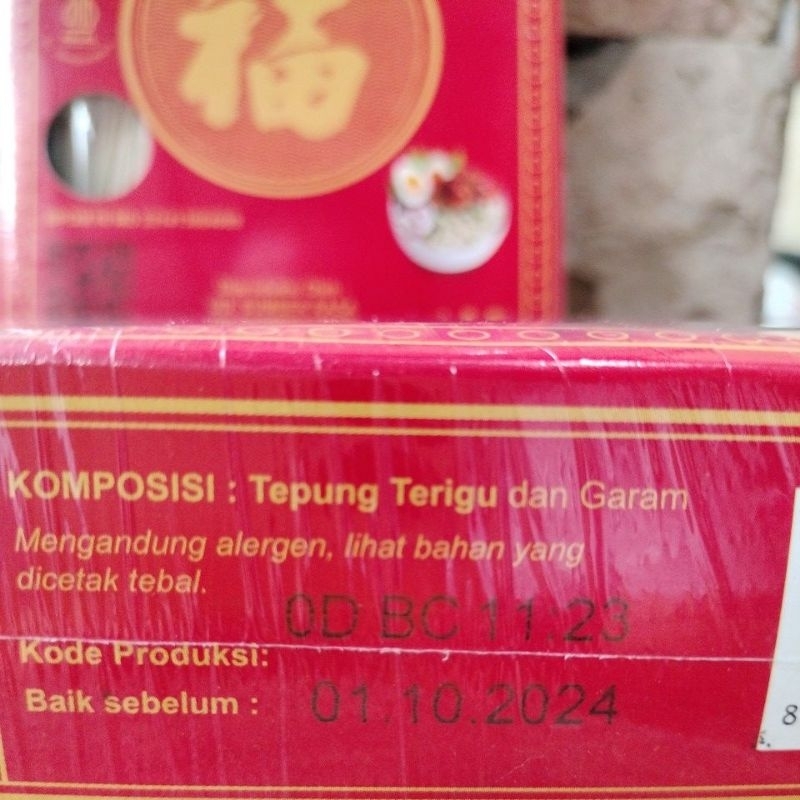 福
KOMPOSISI : Tepung Terigu dan Garam
Mengandung alergen, lihat bahan yang
dicetak tebal.
0D BC 11:23
Kode Produksi:
Baik sebelum : 01.10.2024
8